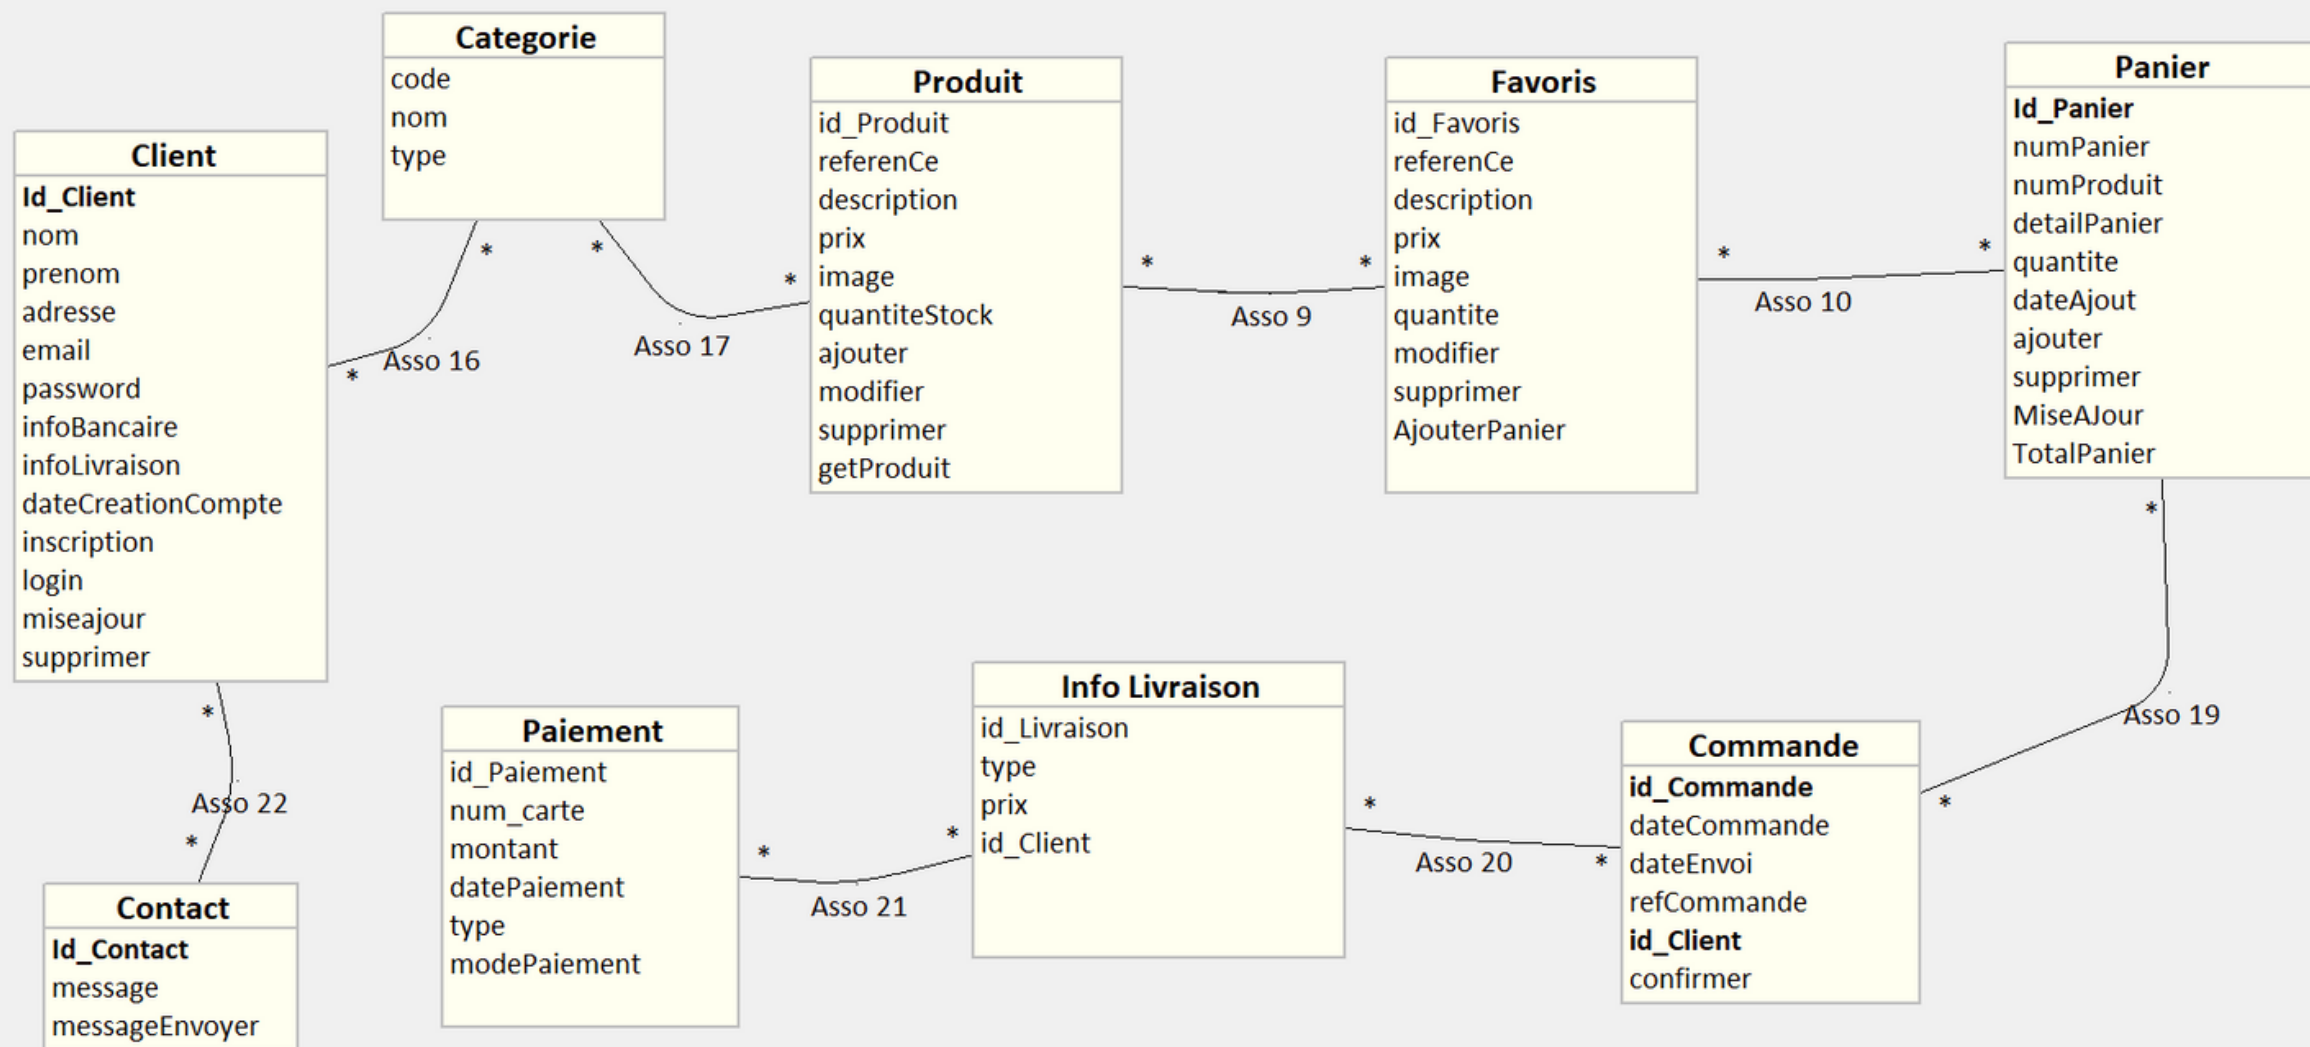 Categorie
code
nom
type
Client
Id_Client
nom
prenom
adresse
email
password
infoBancaire
infoLivraison
dateCreationCompte
inscription
login
miseajour
supprimer
*
*
Asso 16
*
*
Asso 17
Produit
id_Produit
referenCe
description
prix
image
quantiteStock
ajouter
modifier
supprimer
getProduit
*
*
Asso 9
Favoris
id_Favoris
referenCe
description
prix
image
quantite
modifier
supprimer
AjouterPanier
*
*
Asso 10
Panier
Id_Panier
numPanier
numProduit
detailPanier
quantite
dateAjout
ajouter
supprimer
MiseAJour
TotalPanier
*
Asso 19
*
*
Asso 22
*
Contact
Id_Contact
message
messageEnvoyer
Paiement
id_Paiement
num_carte
montant
datePaiement
type
modePaiement
*
*
Asso 21
Info Livraison
id_Livraison
type
prix
id_Client
*
*
Asso 20
Commande
id_Commande
dateCommande
dateEnvoi
refCommande
id_Client
confirmer